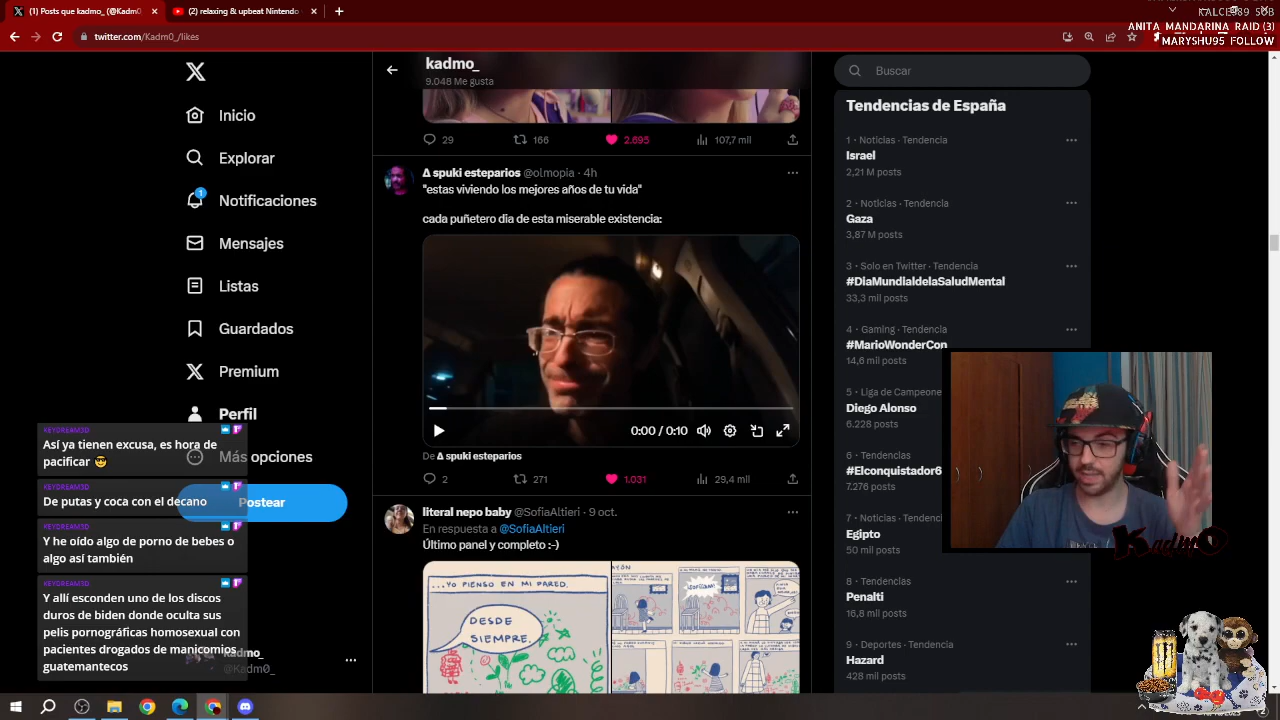 (1) Posts que kadmo_ (@Kadm0
(2) relaxing & upbeat Nintendo
KALCER89 SUB
ANITA_MANDARINA RAID (3)
MARYSHU95 FOLLOW
twitter.com/Kadm0_/likes
Inicio
Explorar
1
Notificaciones
Mensajes
Listas
Guardados
Premium
Perfil
Más opciones
Postear
KEYDREAM3D
Así ya tienen excusa, es hora de
pacificar 😎
KEYDREAM3D
De putas y coca con el decano
KEYDREAM3D
Y he oído algo de porno de bebes o
algo así también
KEYDREAM3D
Y allí esconden uno de los discos
duros de biden donde oculta sus
pelis pornográficas homosexual con
pacientes drogados de manicomios
guatemantecos
@Kadm0_
kadmo_
9.048 Me gusta
29
166
2.695
107,7 mil
Δ spuki esteparios @olmopia · 4h
"estas viviendo los mejores años de tu vida"
cada puñetero día de esta miserable existencia:
0:00 / 0:10
De Δ spuki esteparios
2
271
1.031
29,4 mil
literal nepo baby @SofiaAltieri · 9 oct.
En respuesta a @SofiaAltieri
Último panel y completo :-)
...YO PIENSO EN MI PARED.
DESDE
SIEMPRE.
Buscar
Tendencias de España
1 · Noticias · Tendencia
Israel
2,21 M posts
2 · Noticias · Tendencia
Gaza
3,87 M posts
3 · Solo en Twitter · Tendencia
#DiaMundialdelaSaludMental
33,3 mil posts
4 · Gaming · Tendencia
#MarioWonderCon
14,6 mil posts
5 · Liga de Campeone
Diego Alonso
6.228 posts
6 · Tendencias
#Elconquistador6
7.276 posts
7 · Noticias · Tendenci
Egipto
50 mil posts
8 · Tendencias
Penalti
16,8 mil posts
9 · Deportes · Tendencia
Hazard
428 mil posts